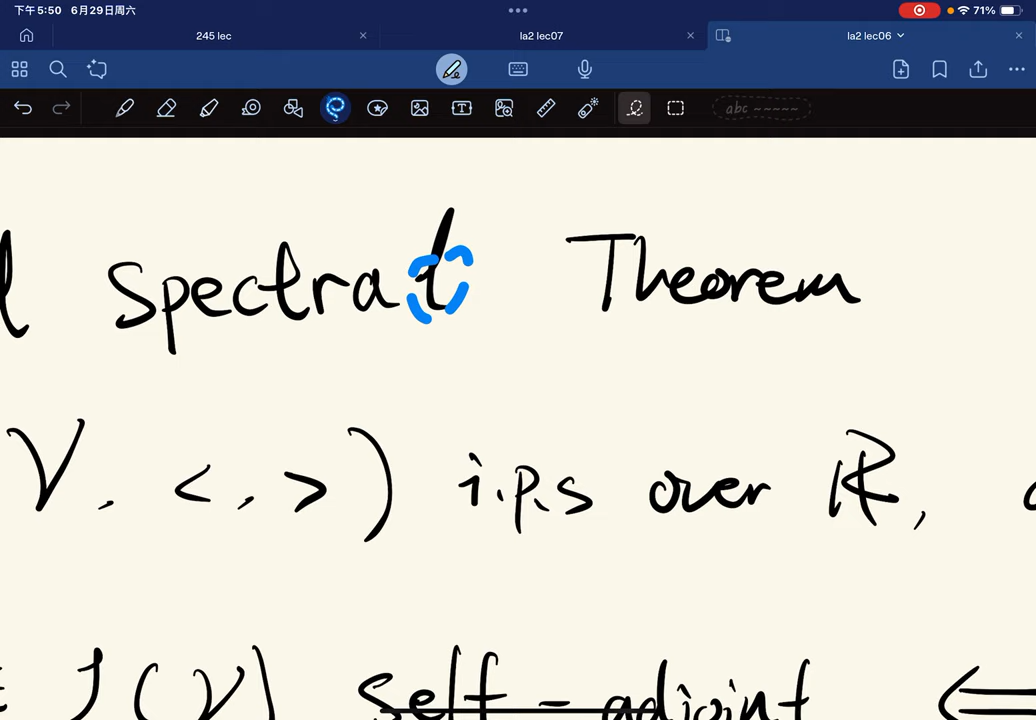 下午5:50 6月29日周六 71%
245 lec la2 lec07 la2 lec06
abc
l spectral Theorem
V, < , >) i.p.s over R,
(V) self-adjoint <=